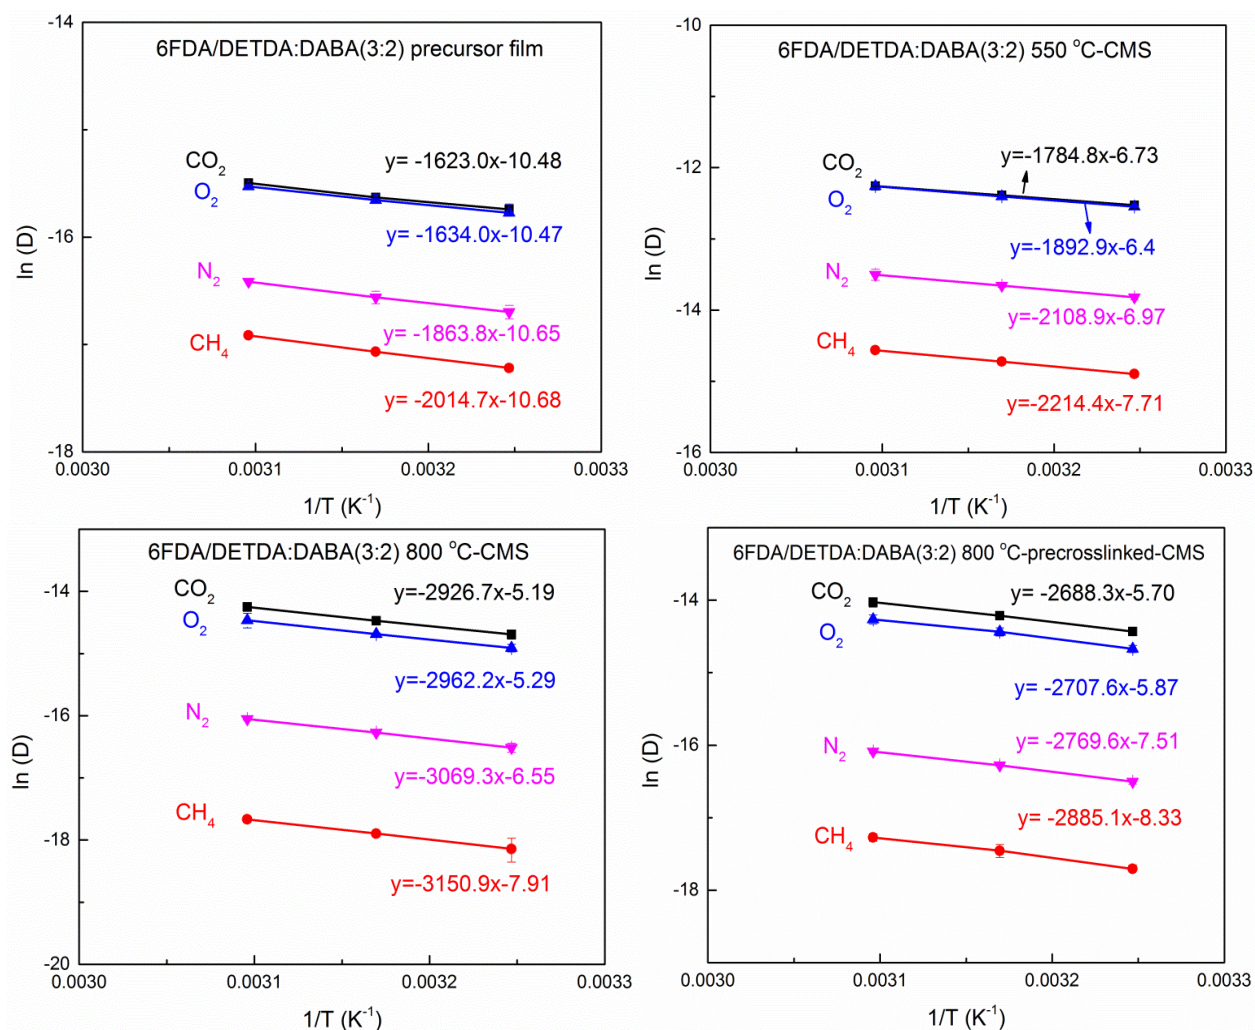 6FDA/DETDA:DABA(3:2) precursor film
-14
-16
-18
ln (D)
CO2
O2
N2
CH4
y= -1623.0x-10.48
y= -1634.0x-10.47
y= -1863.8x-10.65
y= -2014.7x-10.68
0.0030 0.0031 0.0032 0.0033
1/T (K-1)
6FDA/DETDA:DABA(3:2) 550 oC-CMS
-10
-12
-14
-16
ln (D)
CO2
O2
N2
CH4
y=-1784.8x-6.73
y=-1892.9x-6.4
y=-2108.9x-6.97
y=-2214.4x-7.71
0.0030 0.0031 0.0032 0.0033
1/T (K-1)
6FDA/DETDA:DABA(3:2) 800 oC-CMS
-14
-16
-18
-20
ln (D)
CO2
O2
N2
CH4
y=-2926.7x-5.19
y=-2962.2x-5.29
y=-3069.3x-6.55
y=-3150.9x-7.91
0.0030 0.0031 0.0032 0.0033
1/T (K-1)
6FDA/DETDA:DABA(3:2) 800 oC-precrosslinked-CMS
-14
-16
-18
ln (D)
CO2
O2
N2
CH4
y= -2688.3x-5.70
y= -2707.6x-5.87
y= -2769.6x-7.51
y= -2885.1x-8.33
0.0030 0.0031 0.0032 0.0033
1/T (K-1)